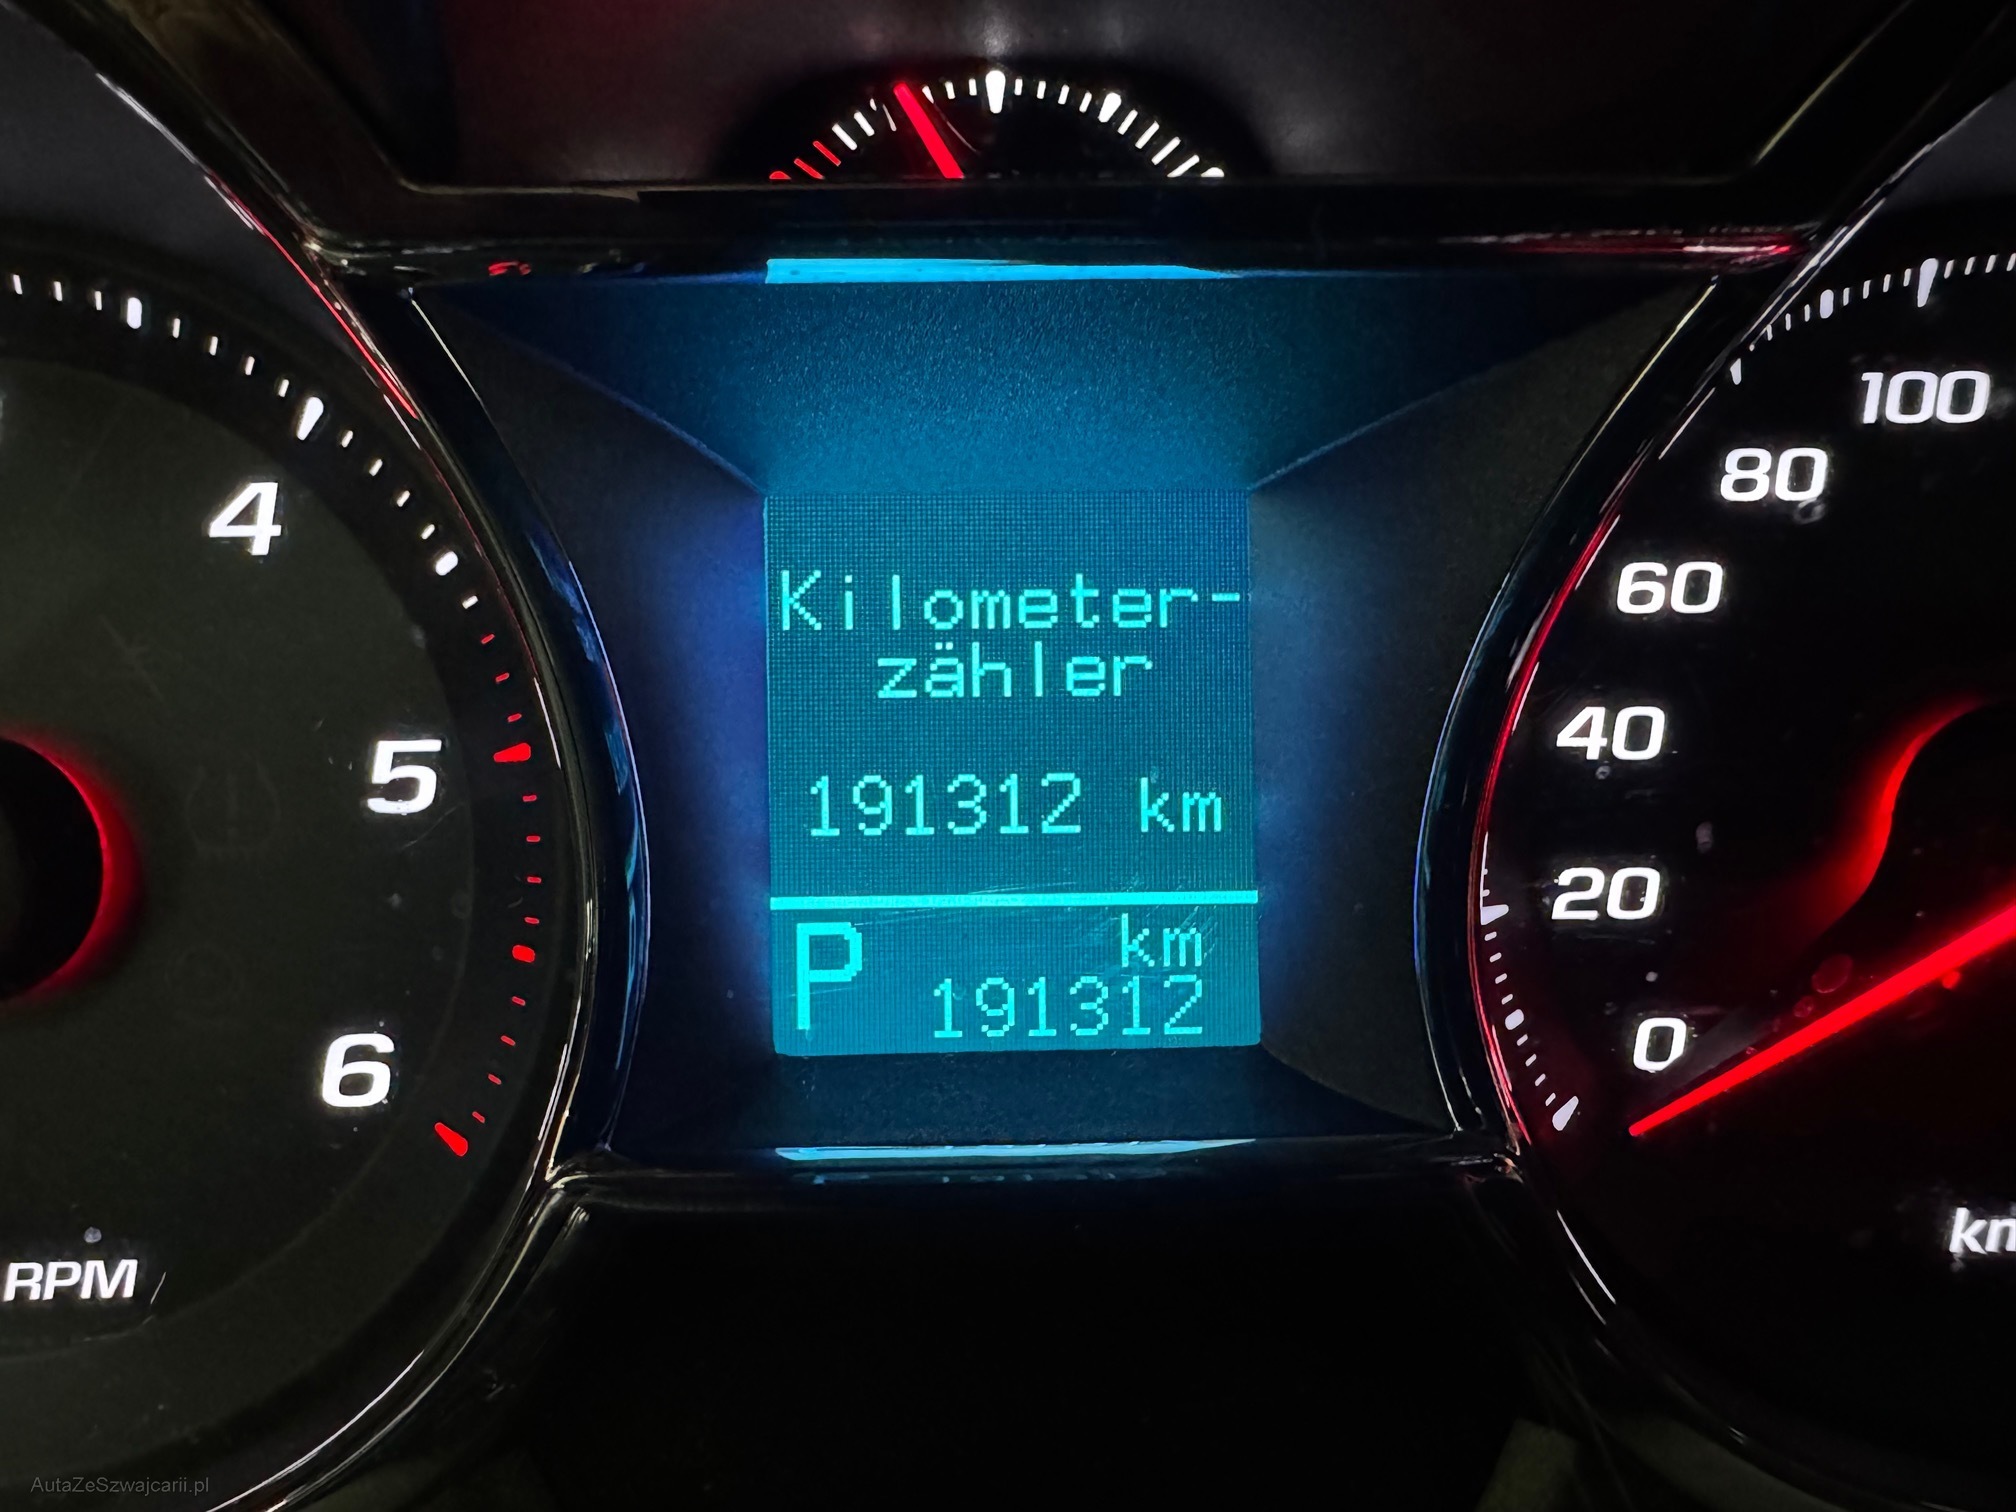 4
5
6
RPM
Kilometer-
zähler
191312 km
P
km
191312
100
80
60
40
20
0
AutaZeSzwajcarii.pl